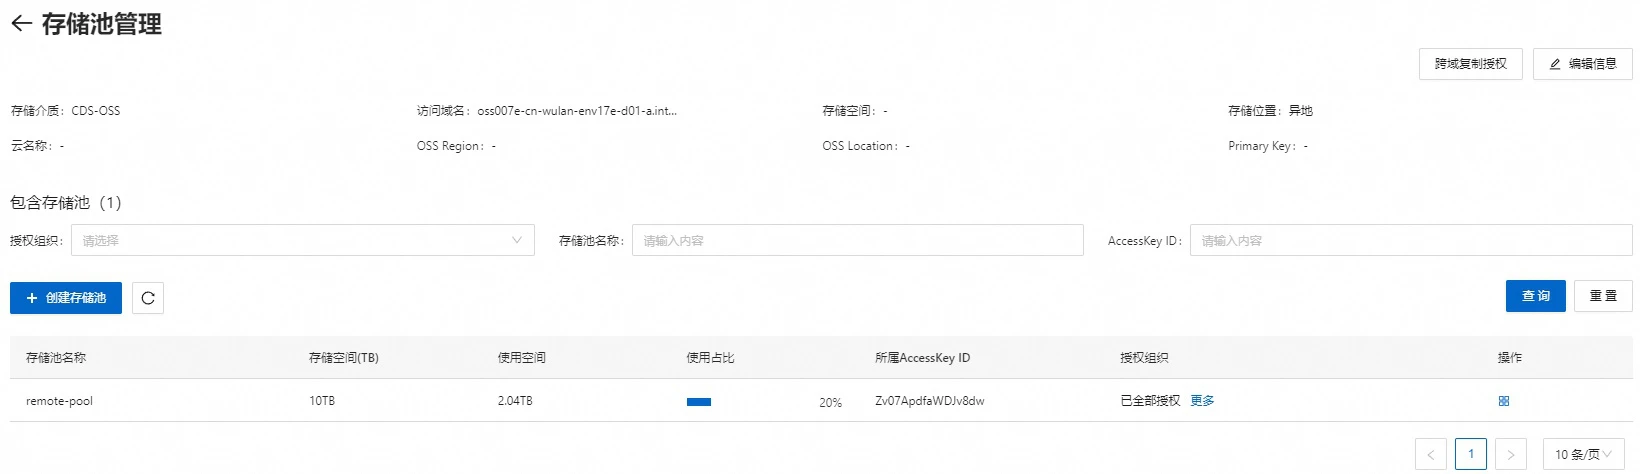 存储池管理
跨域复制授权 编辑信息
存储介质：CDS-OSS 访问域名：oss007e-cn-wulan-env17e-d01-a.int... 存储空间：- 存储位置：异地
云名称：- OSS Region：- OSS Location：- Primary Key：-
包含存储池（1）
授权组织：请选择 存储池名称：请输入内容 AccessKey ID：请输入内容
+ 创建存储池 查询 重置
存储池名称 存储空间(TB) 使用空间 使用占比 所属AccessKey ID 授权组织 操作
remote-pool 10TB 2.04TB 20% Zv07ApdfaWDJv8dw 已全部授权 更多
< 1 > 10 条/页